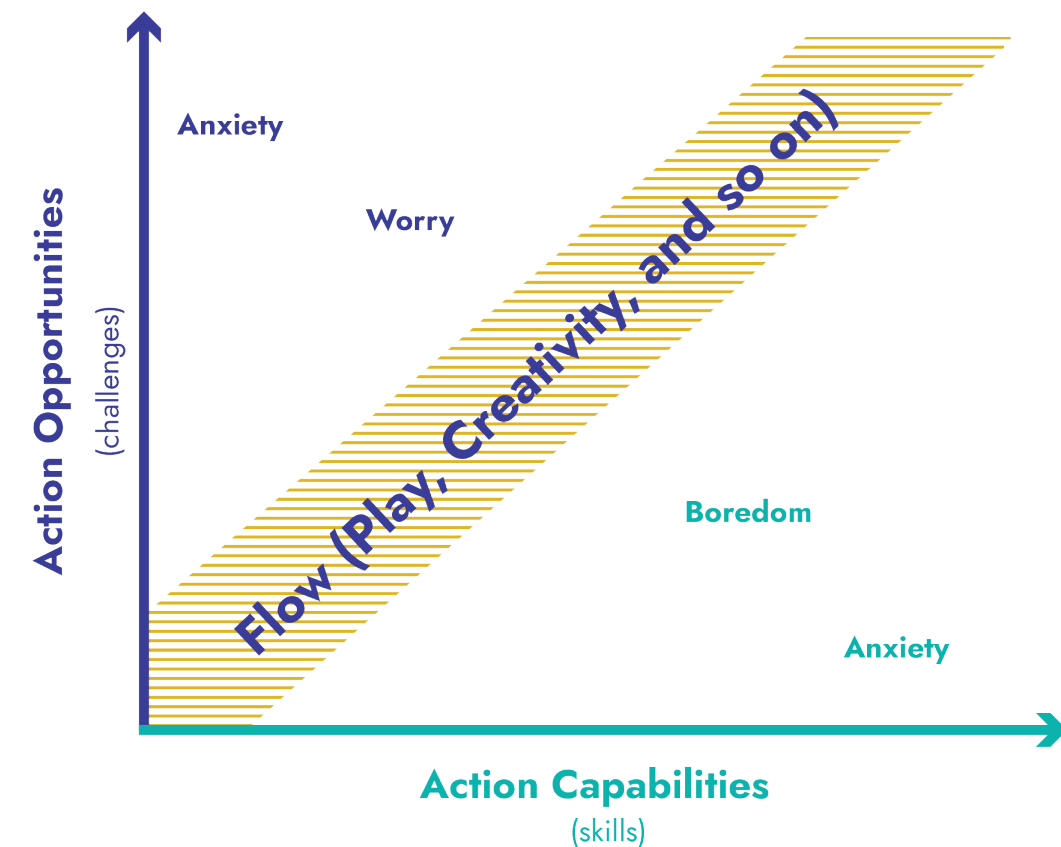 Anxiety
Worry
Action Opportunities
(challenges)
Flow (Play, Creativity, and so on)
Boredom
Anxiety
Action Capabilities
(skills)